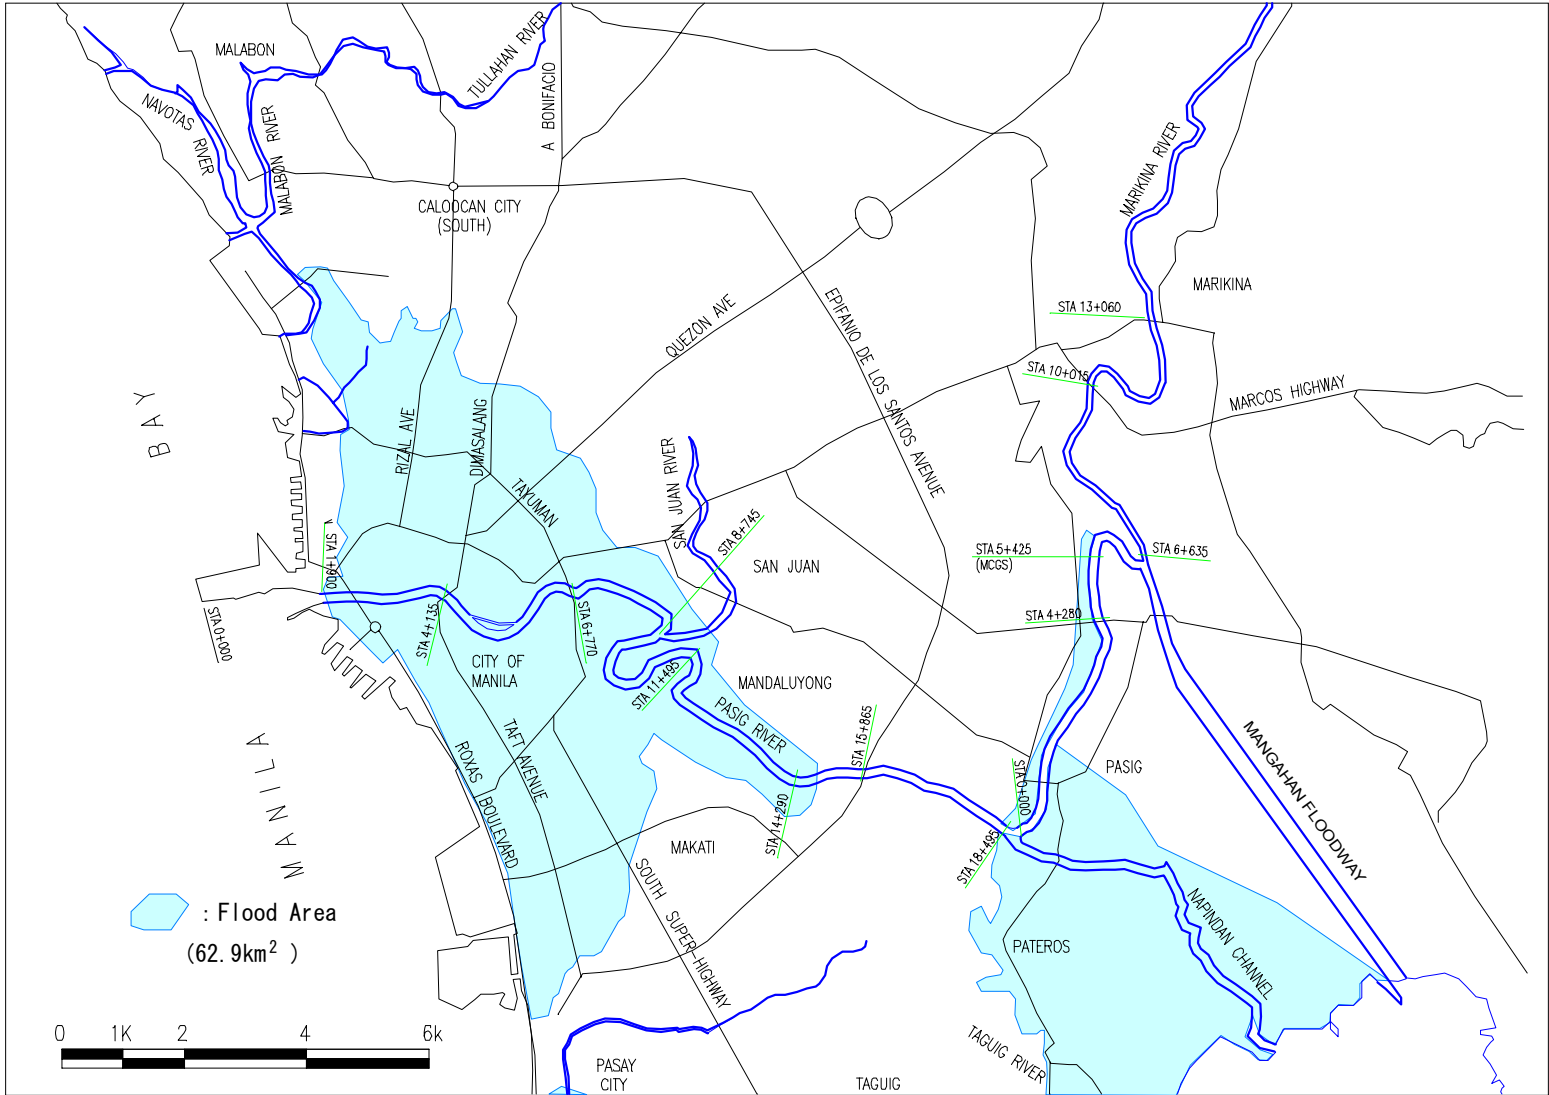 MALABON
TULLAHAN RIVER
A BONIFACIO
NAVOTAS
RIVER
MALABON RIVER
MARIKINA RIVER
CALOOCAN CITY
(SOUTH)
MARIKINA
STA 13+060
QUEZON AVE
EPIFANIO DE LOS SANTOS AVENUE
STA 10+015
MARCOS HIGHWAY
BAY
RIZAL AVE
DIMASALANG
TAYUMAN
SAN JUAN RIVER
STA 8+745
SAN JUAN
STA 5+425
(MCGS)
STA 6+635
STA 1+900
STA 0+000
STA 4+135
STA 6+770
STA 4+280
CITY OF
MANILA
STA 11+495
MANDALUYONG
PASIG RIVER
STA 15+865
MANILA
ROXAS BOULEVARD
TAFT AVENUE
STA 0+000
PASIG
MANGAHAN FLOODWAY
STA 14+290
MAKATI
STA 18+495
SOUTH SUPER-HIGHWAY
NAPINDAN CHANNEL
PATEROS
: Flood Area
(62.9km² )
0 1K 2 4 6k
PASAY
CITY
TAGUIG
TAGUIG RIVER